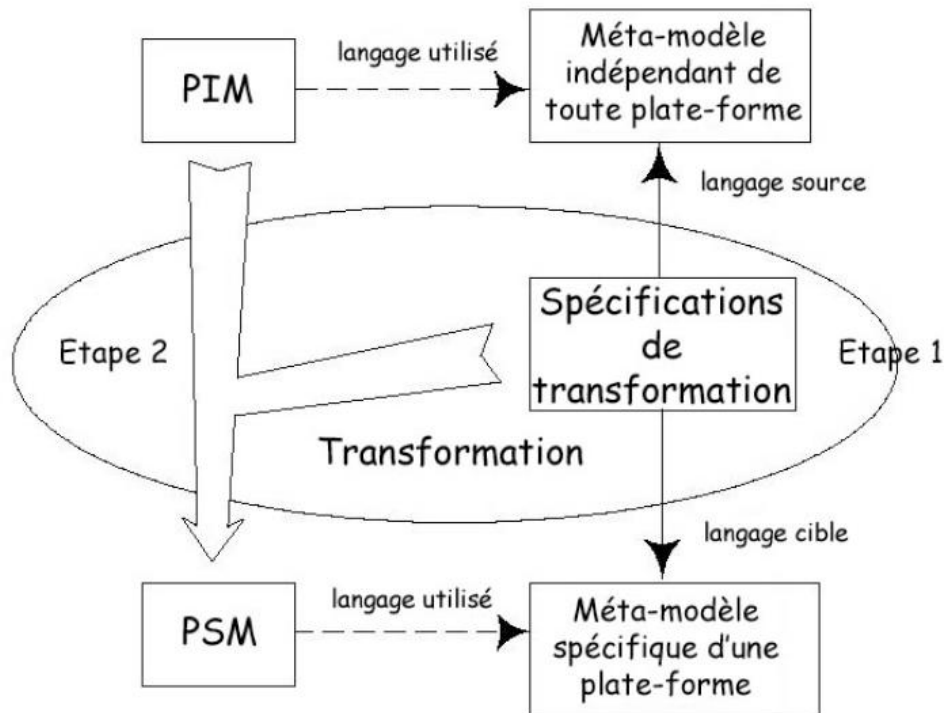 PIM
langage utilisé
Méta-modèle
indépendant de
toute plate-forme
langage source
Etape 2
Spécifications
de
transformation
Etape 1
Transformation
langage cible
PSM
langage utilisé
Méta-modèle
spécifique d'une
plate-forme